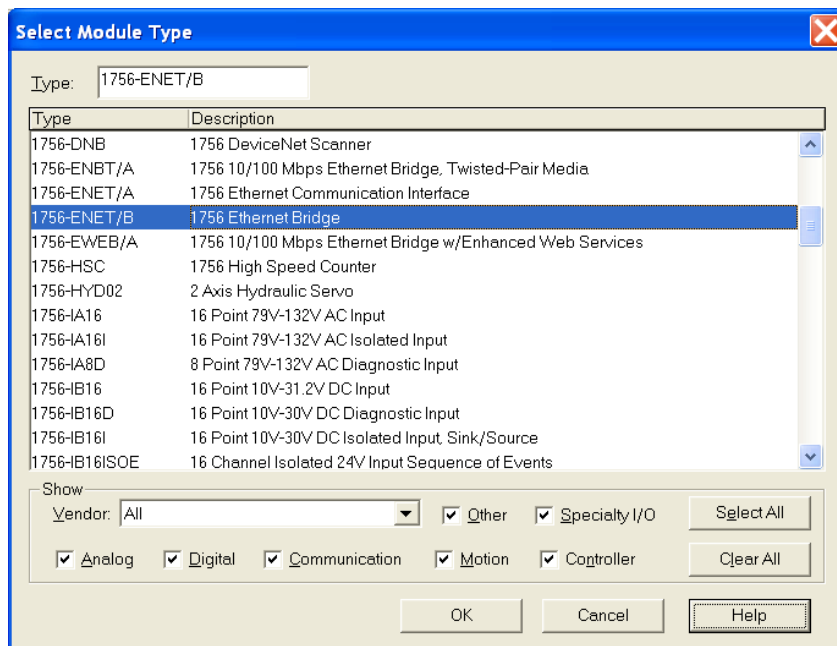 Select Module Type
Type: 1756-ENET/B
Type Description
1756-DNB 1756 DeviceNet Scanner
1756-ENBT/A 1756 10/100 Mbps Ethernet Bridge, Twisted-Pair Media
1756-ENET/A 1756 Ethernet Communication Interface
1756-ENET/B 1756 Ethernet Bridge
1756-EWEB/A 1756 10/100 Mbps Ethernet Bridge w/Enhanced Web Services
1756-HSC 1756 High Speed Counter
1756-HYD02 2 Axis Hydraulic Servo
1756-IA16 16 Point 79V-132V AC Input
1756-IA16I 16 Point 79V-132V AC Isolated Input
1756-IA8D 8 Point 79V-132V AC Diagnostic Input
1756-IB16 16 Point 10V-31.2V DC Input
1756-IB16D 16 Point 10V-30V DC Diagnostic Input
1756-IB16I 16 Point 10V-30V DC Isolated Input, Sink/Source
1756-IB16ISOE 16 Channel Isolated 24V Input Sequence of Events
Show
Vendor: All Other Specialty I/O Select All
Analog Digital Communication Motion Controller Clear All
OK Cancel Help